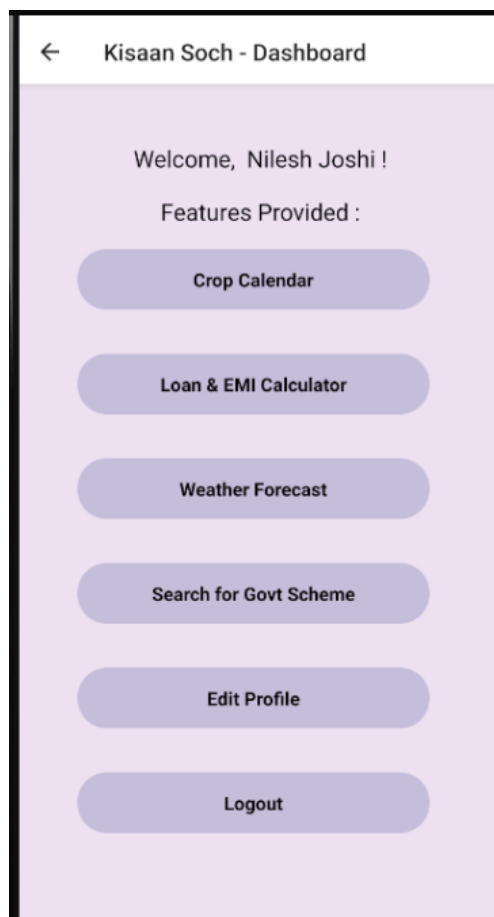 Kisaan Soch - Dashboard
Welcome,  Nilesh Joshi !
Features Provided :
Crop Calendar
Loan & EMI Calculator
Weather Forecast
Search for Govt Scheme
Edit Profile
Logout